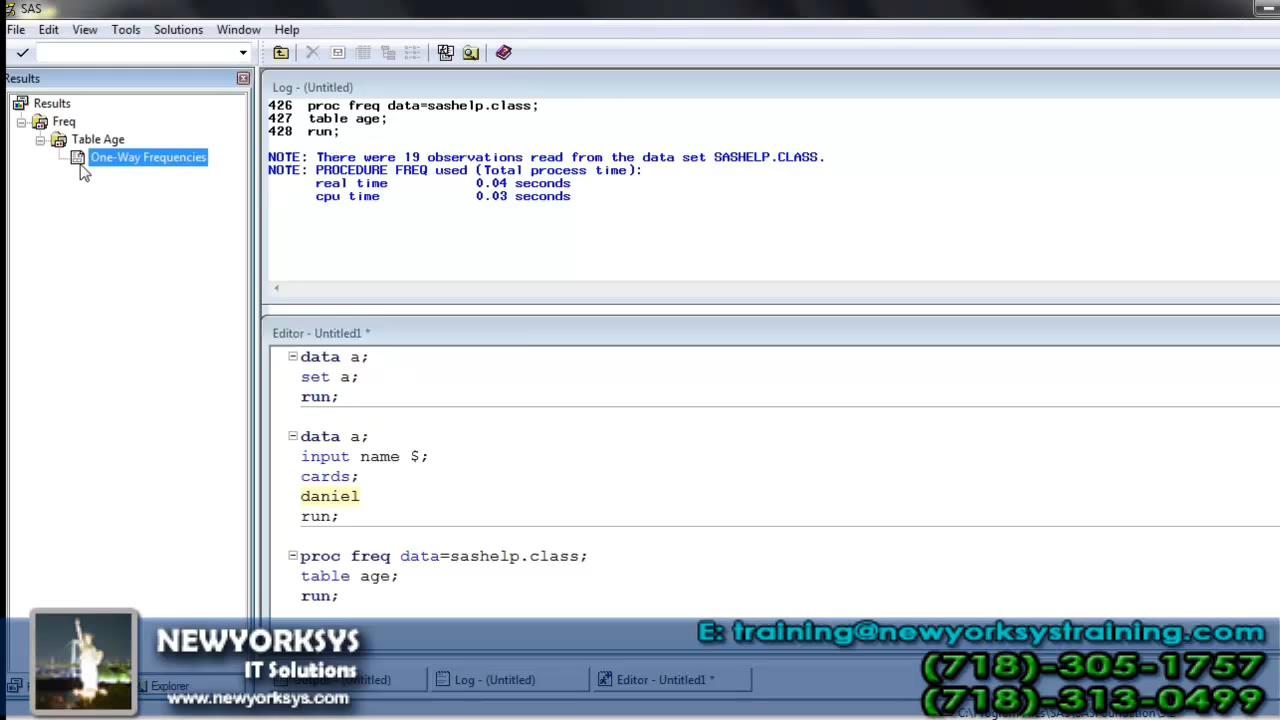 SAS
File Edit View Tools Solutions Window Help
Results
Results
Freq
Table Age
One-Way Frequencies
Log - (Untitled)
426 proc freq data=sashelp.class;
427 table age;
428 run;
NOTE: There were 19 observations read from the data set SASHELP.CLASS.
NOTE: PROCEDURE FREQ used (Total process time):
real time 0.04 seconds
cpu time 0.03 seconds
Editor - Untitled1 *
data a;
set a;
run;
data a;
input name $;
cards;
daniel
run;
proc freq data=sashelp.class;
table age;
run;
Explorer
Log - (Untitled)
Editor - Untitled1 *
NEWYORKSYS
IT Solutions
www.newyorksys.com
E: training@newyorksystraining.com
(718)-305-1757
(718)-313-0499